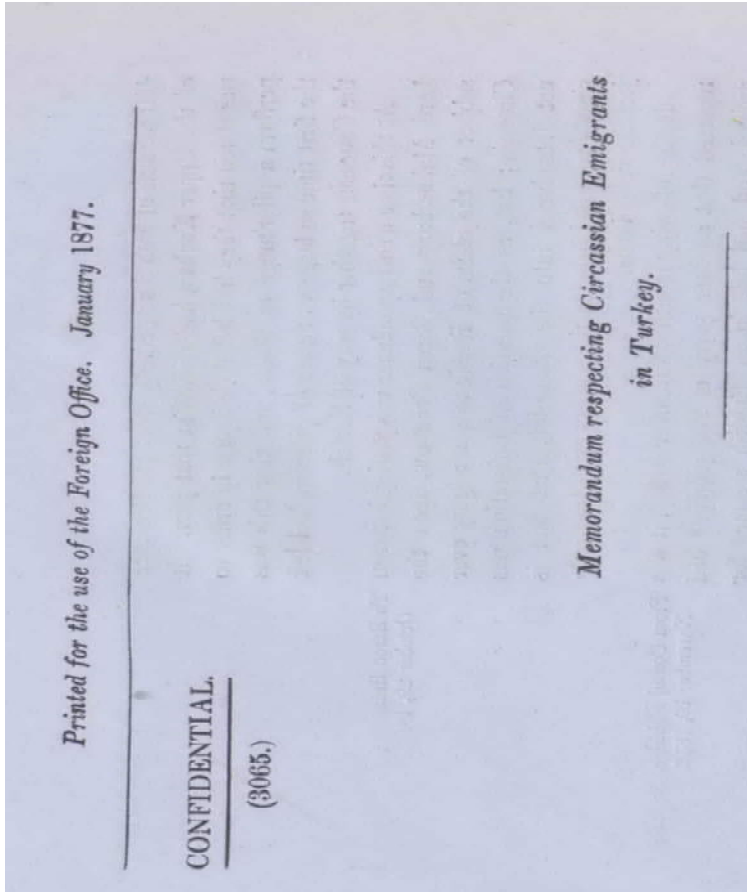 Printed for the use of the Foreign Office. January 1877.
CONFIDENTIAL.
(3065.)
Memorandum respecting Circassian Emigrants
in Turkey.